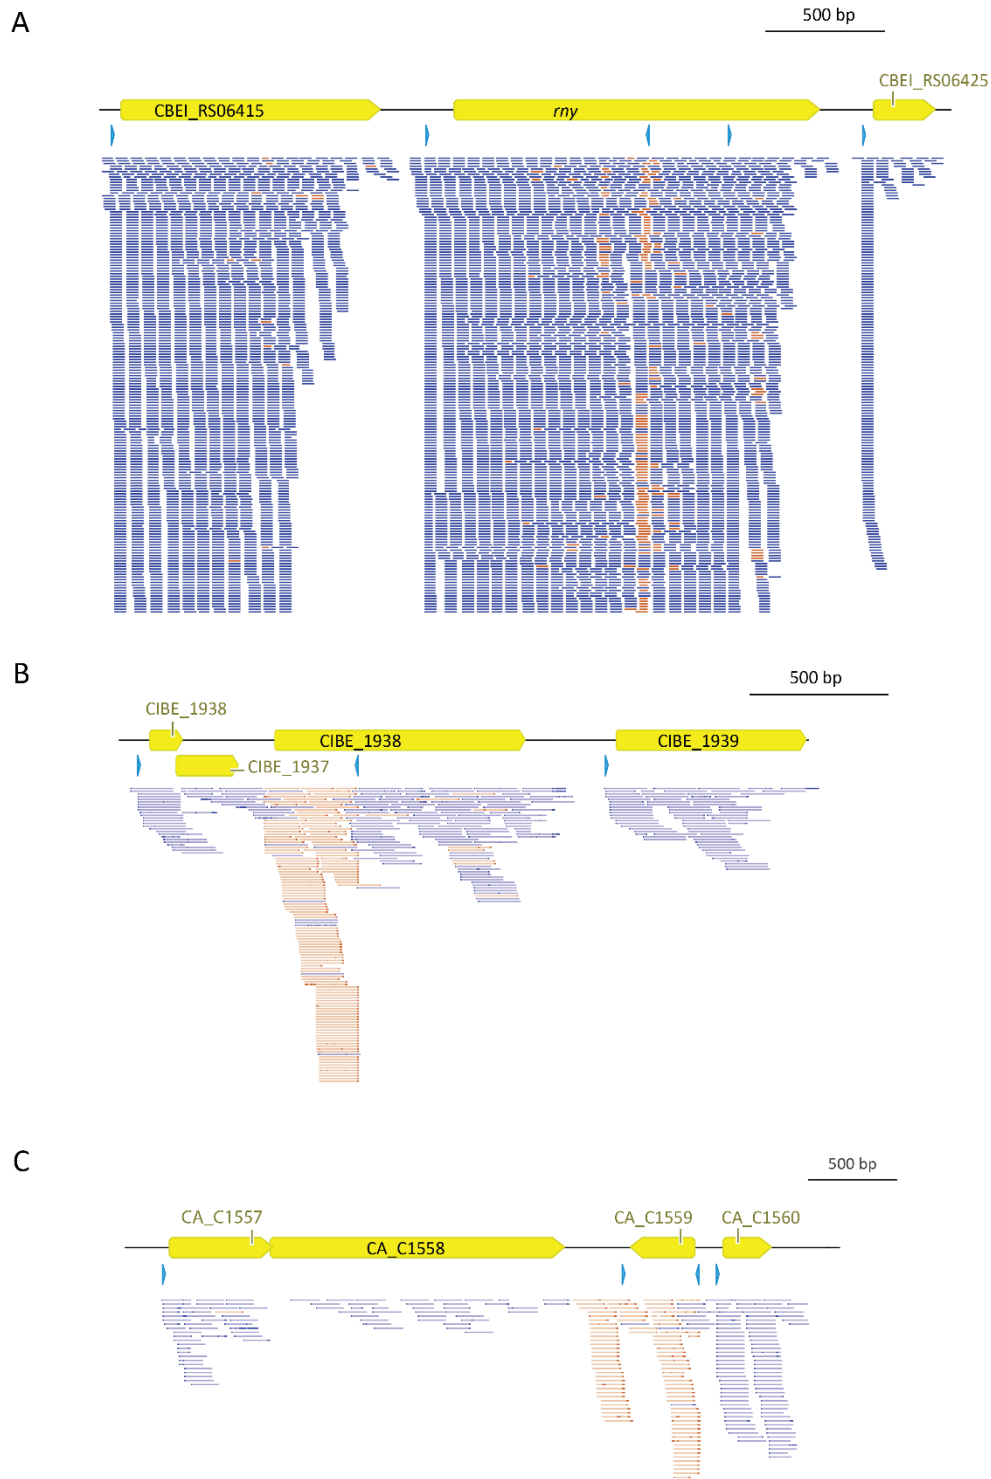 A
500 bp
CBEI_RS06425
CBEI_RS06415
rny
B
500 bp
CIBE_1938
CIBE_1938
CIBE_1939
CIBE_1937
C
500 bp
CA_C1557
CA_C1559
CA_C1560
CA_C1558